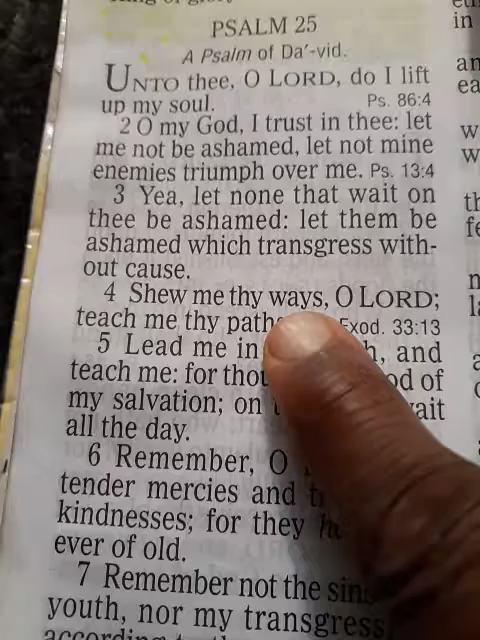 PSALM 25
A Psalm of Da'-vid.
UNTO thee, O LORD, do I lift
up my soul. Ps. 86:4
2 O my God, I trust in thee: let
me not be ashamed, let not mine
enemies triumph over me. Ps. 13:4
3 Yea, let none that wait on
thee be ashamed: let them be
ashamed which transgress with-
out cause.
4 Shew me thy ways, O LORD;
teach me thy Exod. 33:13
5 Lead me in and
teach me: for of
my salvation; on
all the day.
6 Remember, O
tender mercies and
kindnesses; for they
ever of old.
7 Remember not the
youth, nor my